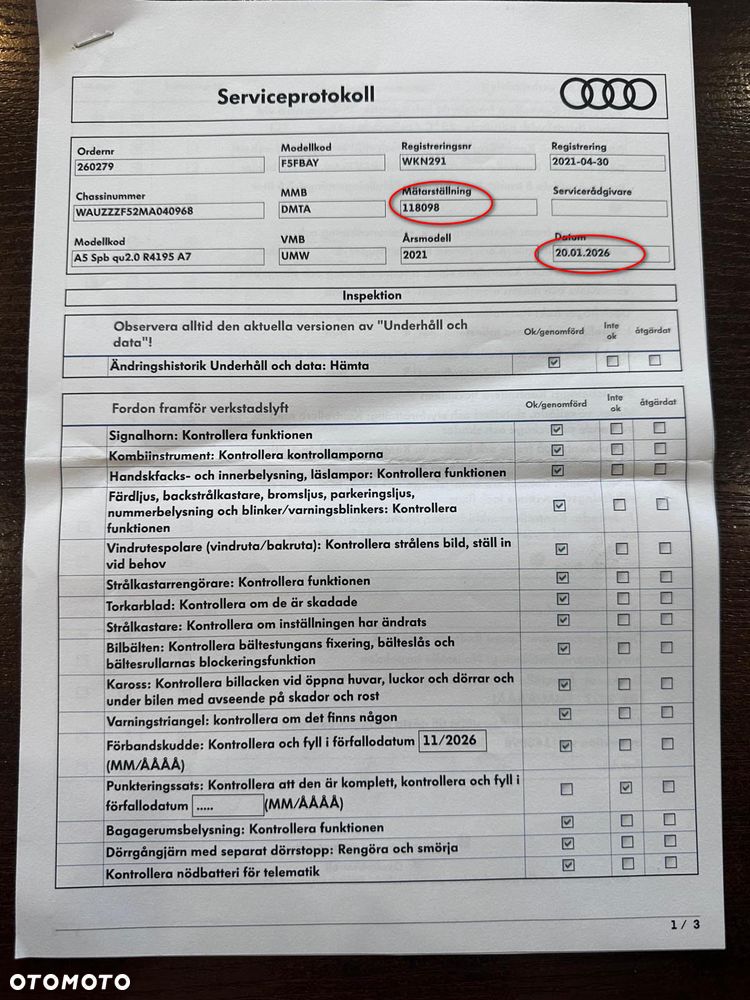 Serviceprotokoll
Ordernr Modellkod Registreringsnr Registrering
260279 F5FBAY WKN291 2021-04-30
Chassinummer MMB Mätarställning Servicerådgivare
WAUZZZF52MA040968 DMTA 118098
Modellkod VMB Årsmodell Datum
A5 Spb qu2.0 R4195 A7 UMW 2021 20.01.2026
Inspektion
Observera alltid den aktuella versionen av "Underhåll och
data"!
Ok/genomförd Inte
ok åtgärdat
Ändringshistorik Underhåll och data: Hämta
Fordon framför verkstadslyft
Ok/genomförd Inte
ok åtgärdat
Signalhorn: Kontrollera funktionen
Kombiinstrument: Kontrollera kontrollamporna
Handskfacks- och innerbelysning, läslampor: Kontrollera funktionen
Färdljus, backstrålkastare, bromsljus, parkeringsljus,
nummerbelysning och blinker/varningsblinkers: Kontrollera
funktionen
Vindrutespolare (vindruta/bakruta): Kontrollera strålens bild, ställ in
vid behov
Strålkastarrengörare: Kontrollera funktionen
Torkarblad: Kontrollera om de är skadade
Strålkastare: Kontrollera om inställningen har ändrats
Bilbälten: Kontrollera bältestungans fixering, bälteslås och
bältesrullarnas blockeringsfunktion
Kaross: Kontrollera billacken vid öppna huvar, luckor och dörrar och
under bilen med avseende på skador och rost
Varningstriangel: kontrollera om det finns någon
Förbandskudde: Kontrollera och fyll i förfallodatum 11/2026
(MM/ÅÅÅÅ)
Punkteringssats: Kontrollera att den är komplett, kontrollera och fyll i
förfallodatum ..... (MM/ÅÅÅÅ)
Bagagerumsbelysning: Kontrollera funktionen
Dörrgångjärn med separat dörrstopp: Rengöra och smörja
Kontrollera nödbatteri för telematik
1 / 3
OTOMOTO